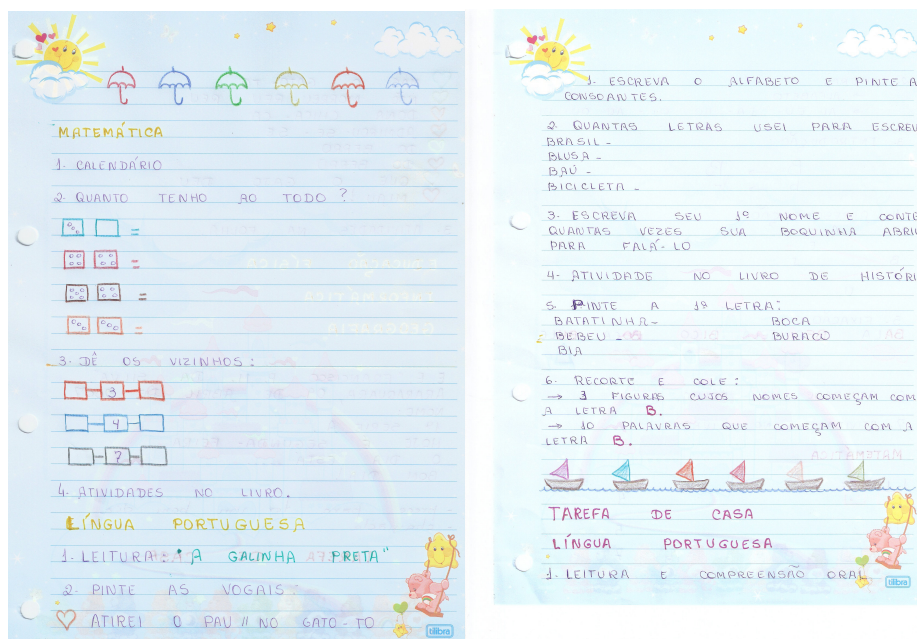 MATEMÁTICA
1. CALENDÁRIO
2. QUANTO TENHO AO TODO?
=
=
=
=
3. DÊ OS VIZINHOS:
3
4
7
4. ATIVIDADES NO LIVRO.
LÍNGUA PORTUGUESA
1. LEITURA: "A GALINHA PRETA"
2. PINTE AS VOGAIS:
ATIREI O PAU II NO GATO-TO
tilibra
1. ESCREVA O ALFABETO E PINTE A
CONSOANTES.
2. QUANTAS LETRAS USEI PARA ESCREV
BRASIL -
BLUSA -
BAÚ -
BICICLETA -
3- ESCREVA SEU 1º NOME E CONTE
QUANTAS VEZES SUA BOQUINHA ABRIU
PARA FALÁ-LO
4- ATIVIDADE NO LIVRO DE HISTÓRI
5. PINTE A 1ª LETRA:
BATATINHA- BOCA
BEBEU - BURACO
BIA
6. RECORTE E COLE:
→ 3 FIGURAS CUJOS NOMES COMEÇAM COM
A LETRA B.
→ 10 PALAVRAS QUE COMEÇAM COM A
LETRA B.
TAREFA DE CASA
LÍNGUA PORTUGUESA
1. LEITURA E COMPREENSÃO ORAL
tilibra